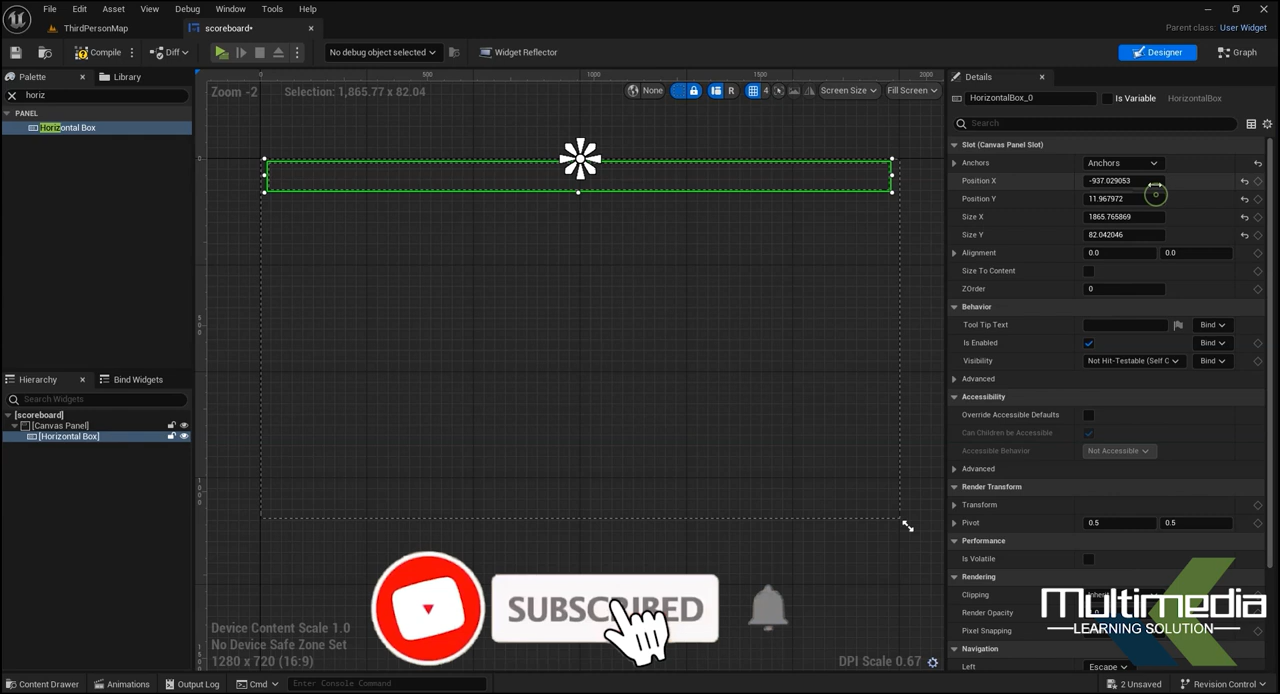 File Edit Asset View Debug Window Tools Help
ThirdPersonMap
scoreboard*
Parent class: User Widget
Compile
Diff
No debug object selected
Widget Reflector
Designer
Graph
Palette
Library
horiz
PANEL
Horizontal Box
Hierarchy
Bind Widgets
Search Widgets
[scoreboard]
[Canvas Panel]
[Horizontal Box]
Zoom -2
Selection: 1,865.77 x 82.04
None
R
4
Screen Size
Fill Screen
0 500 1000 1500 2000
Device Content Scale 1.0
No Device Safe Zone Set
1280 x 720 (16:9)
DPI Scale 0.67
SUBSCRIBED
Details
HorizontalBox_0
Is Variable
HorizontalBox
Search
Slot (Canvas Panel Slot)
Anchors Anchors
Position X -937.029053
Position Y 11.967972
Size X 1865.765869
Size Y 82.042046
Alignment 0.0 0.0
Size To Content
ZOrder 0
Behavior
Tool Tip Text Bind
Is Enabled Bind
Visibility Not Hit-Testable (Self C Bind
Advanced
Accessibility
Override Accessible Defaults
Can Children be Accessible
Accessible Behavior Not Accessible
Advanced
Render Transform
Transform
Pivot 0.5 0.5
Performance
Is Volatile
Rendering
Clipping
Render Opacity
Pixel Snapping
Navigation
Left Escape
Multimedia
LEARNING SOLUTION
Content Drawer
Animations
Output Log
Cmd
Enter Console Command
2 Unsaved
Revision Control